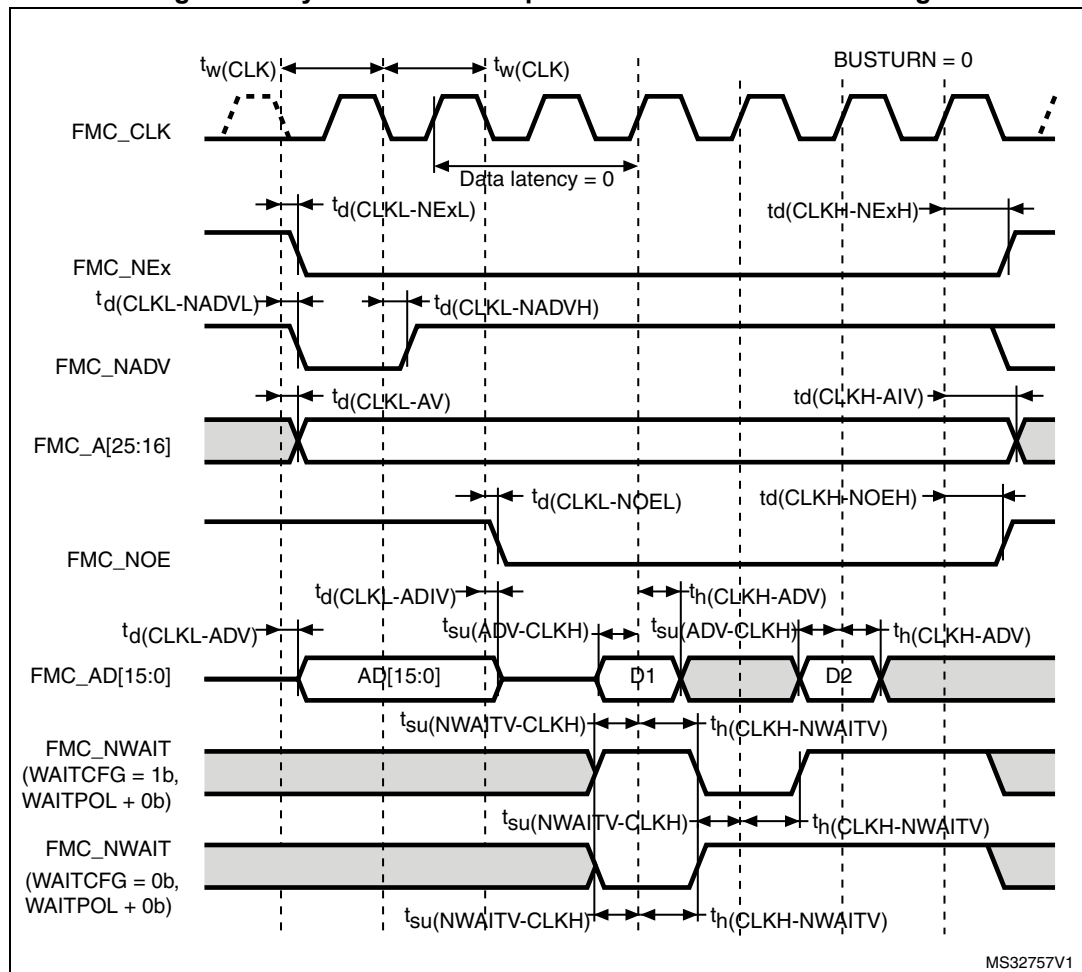 tw(CLK) tw(CLK) BUSTURN = 0
FMC_CLK
Data latency = 0
td(CLKL-NExL) td(CLKH-NExH)
FMC_NEx
td(CLKL-NADVL) td(CLKL-NADVH)
FMC_NADV
td(CLKL-AV) td(CLKH-AIV)
FMC_A[25:16]
td(CLKL-NOEL) td(CLKH-NOEH)
FMC_NOE
td(CLKL-ADIV) th(CLKH-ADV)
td(CLKL-ADV) tsu(ADV-CLKH) tsu(ADV-CLKH) th(CLKH-ADV)
FMC_AD[15:0] AD[15:0] D1 D2
tsu(NWAITV-CLKH) th(CLKH-NWAITV)
FMC_NWAIT
(WAITCFG = 1b,
WAITPOL + 0b)
tsu(NWAITV-CLKH) th(CLKH-NWAITV)
FMC_NWAIT
(WAITCFG = 0b,
WAITPOL + 0b)
tsu(NWAITV-CLKH) th(CLKH-NWAITV)
MS32757V1